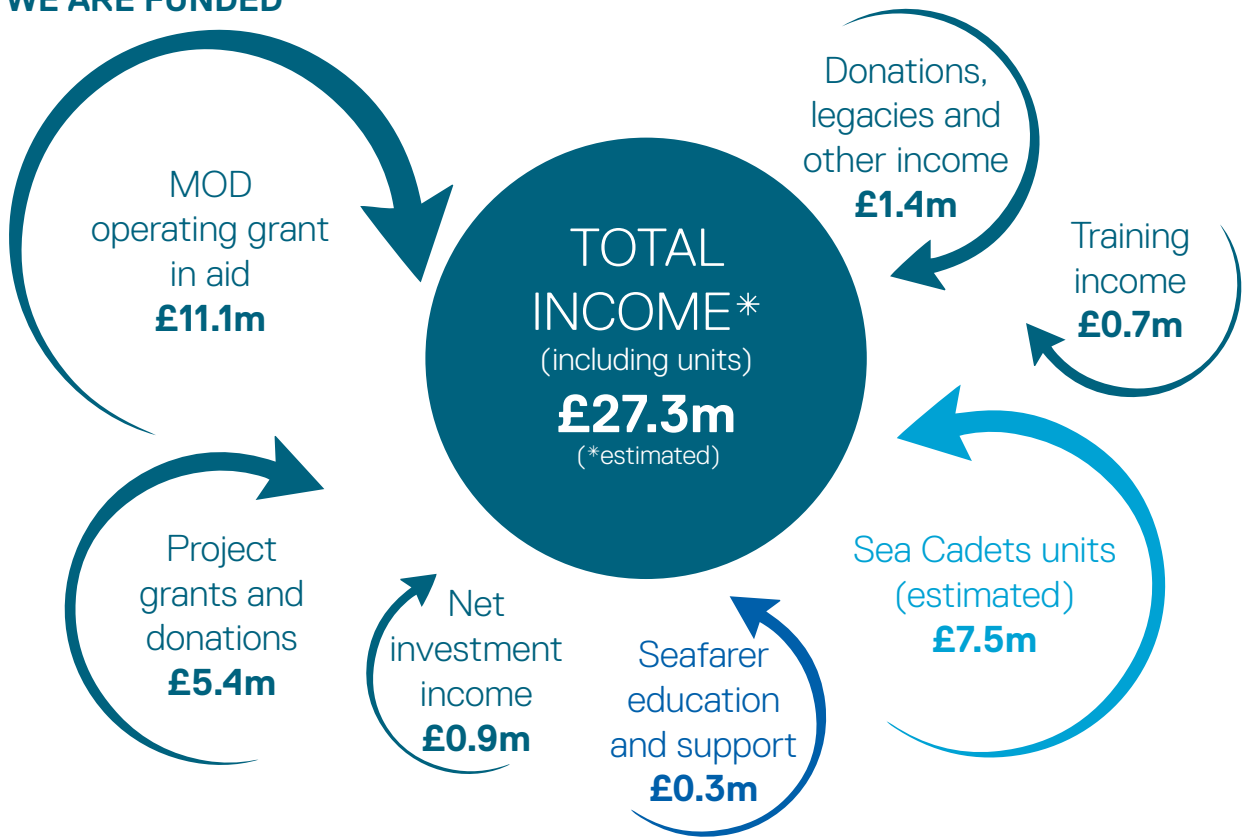 WE ARE FUNDED
MOD
operating grant
in aid
£11.1m
TOTAL
INCOME*
(including units)
£27.3m
(*estimated)
Donations,
legacies and
other income
£1.4m
Training
income
£0.7m
Project
grants and
donations
£5.4m
Net
investment
income
£0.9m
Seafarer
education
and support
£0.3m
Sea Cadets units
(estimated)
£7.5m